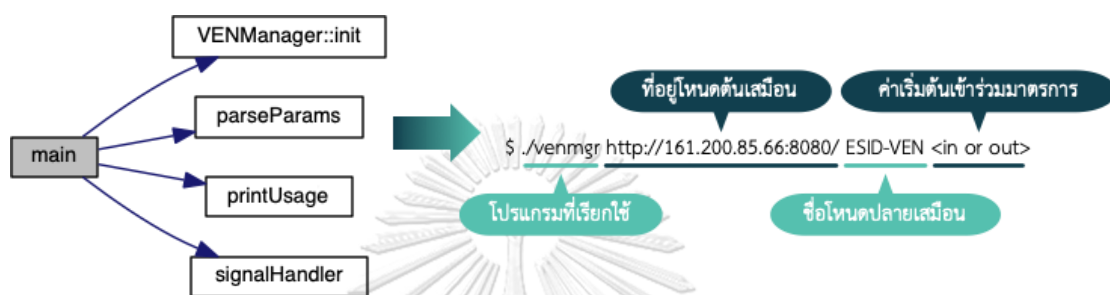 VENManager::init
parseParams
main
printUsage
signalHandler
ที่อยู่โหนดต้นเสมือน
ค่าเริ่มต้นเข้าร่วมมาตรการ
$ ./venmgr http://161.200.85.66:8080/ ESID-VEN <in or out>
โปรแกรมที่เรียกใช้
ชื่อโหนดปลายเสมือน